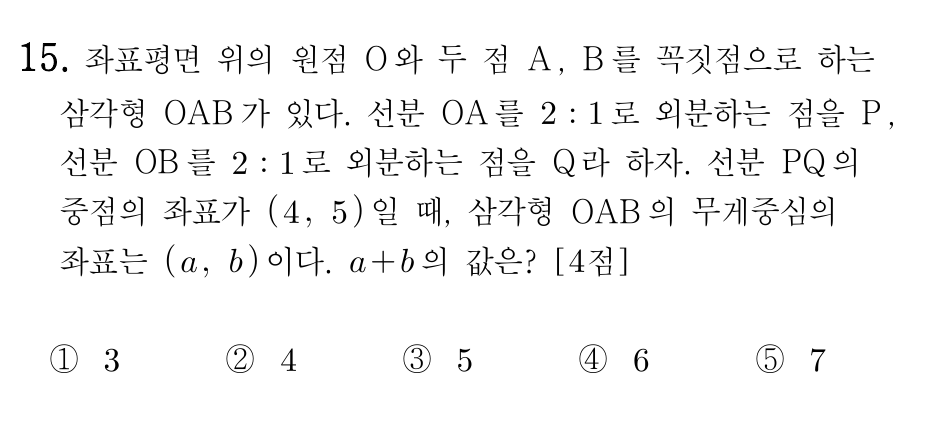 15. 좌표평면 위의 원점 O와 두 점 A, B를 꼭짓점으로 하는
삼각형 OAB가 있다. 선분 OA를 2 : 1로 외분하는 점을 P,
선분 OB를 2 : 1로 외분하는 점을 Q라 하자. 선분 PQ의
중점의 좌표가 (4, 5)일 때, 삼각형 OAB의 무게중심의
좌표는 (a, b)이다. a+b의 값은? [4점]
① 3 ② 4 ③ 5 ④ 6 ⑤ 7